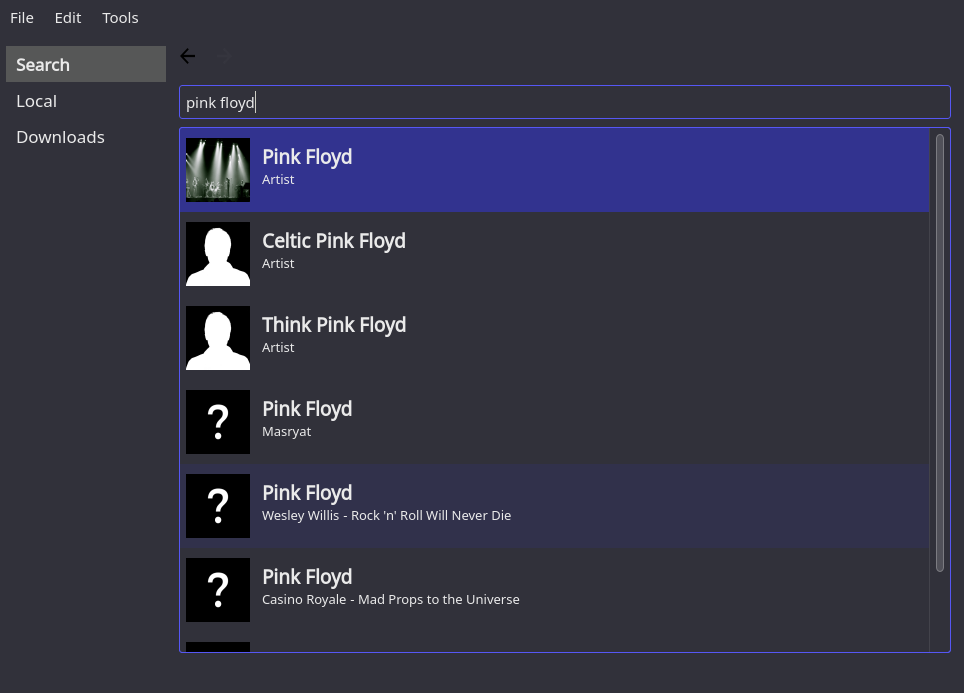 File Edit Tools
Search
Local
Downloads
pink floyd
Pink Floyd
Artist
Celtic Pink Floyd
Artist
Think Pink Floyd
Artist
?
Pink Floyd
Masryat
?
Pink Floyd
Wesley Willis - Rock 'n' Roll Will Never Die
?
Pink Floyd
Casino Royale - Mad Props to the Universe